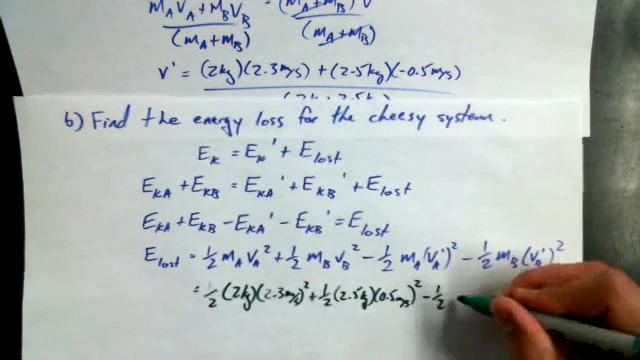 m_A V_A + m_B V_B = (m_A + m_B) V'
(m_A + m_B) (m_A + m_B)
V' = (2kg)(2.3m/s) + (2.5kg)(-0.5m/s)
b) Find the energy loss for the cheesy system.
E_K = E_K' + E_lost
E_KA + E_KB = E_KA' + E_KB' + E_lost
E_KA + E_KB - E_KA' - E_KB' = E_lost
E_lost = 1/2 m_A V_A^2 + 1/2 m_B V_B^2 - 1/2 m_A (V_A')^2 - 1/2 m_B (V_B')^2
= 1/2 (2kg)(2.3m/s)^2 + 1/2 (2.5kg)(0.5m/s)^2 - 1/2